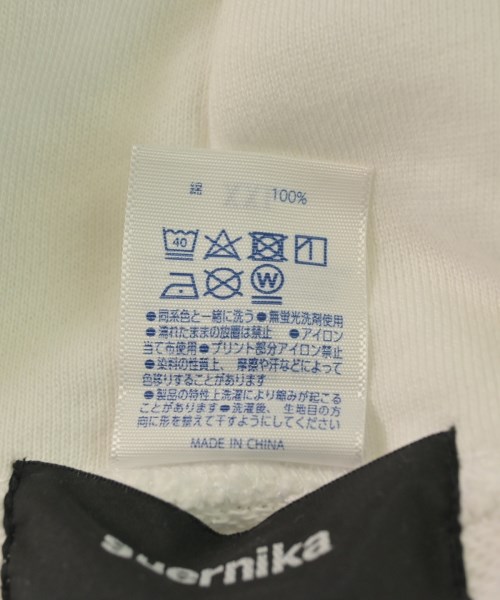 綿 100%
40
W
●同系色と一緒に洗う●無蛍光洗剤使用
●濡れたままの放置は禁止 ●アイロン
当て布使用●プリント部分アイロン禁止
●染料の性質上、摩擦や汗などによって
色移りすることがあります
●製品の特性上洗濯により縮みが起こる
ことがあります●洗濯後、生地目の方
向に形を整えて干すようにしてください
MADE IN CHINA